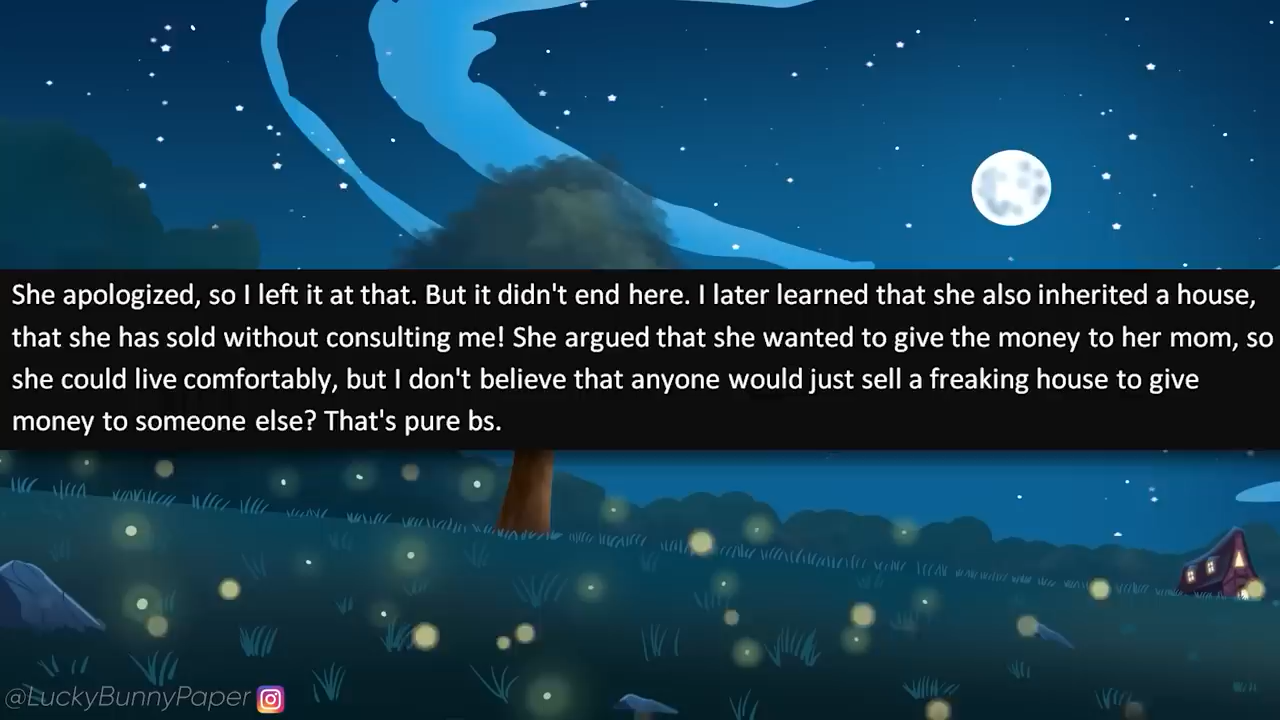 She apologized, so I left it at that. But it didn't end here. I later learned that she also inherited a house,
that she has sold without consulting me! She argued that she wanted to give the money to her mom, so
she could live comfortably, but I don't believe that anyone would just sell a freaking house to give
money to someone else? That's pure bs.
@LuckyBunnyPaper